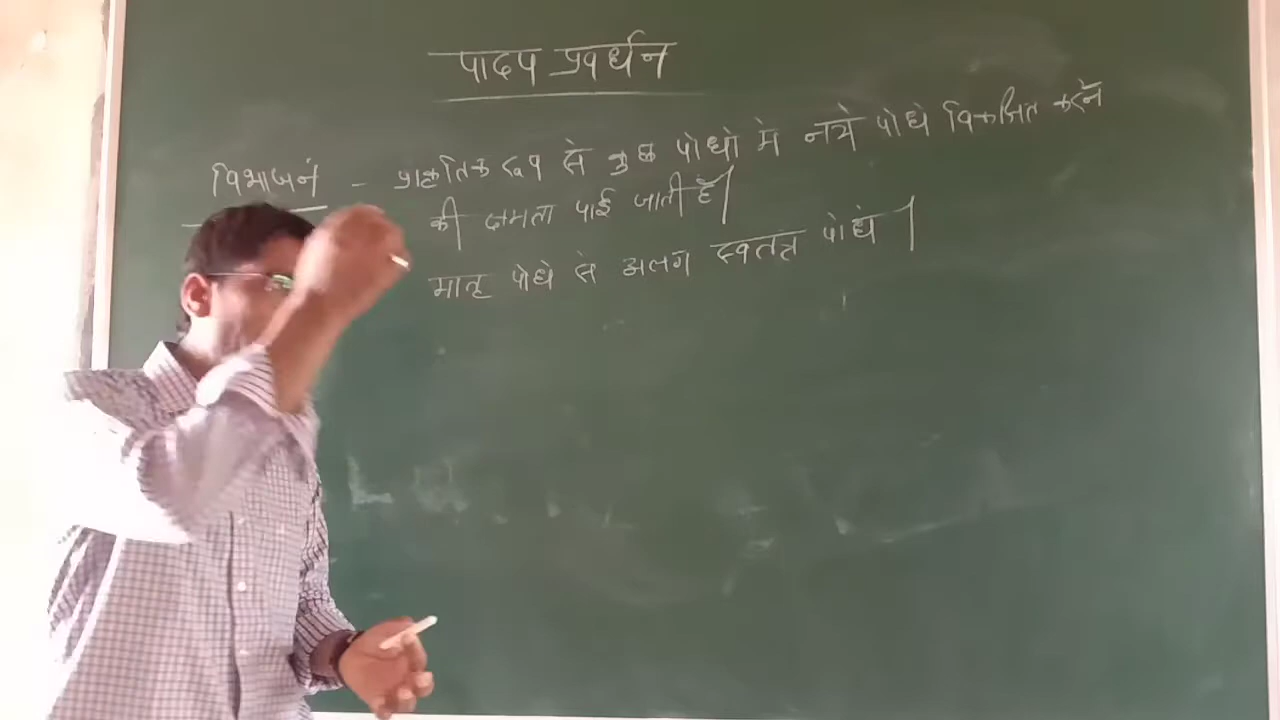 पादप प्रवर्धन
विभाजन - प्राकृतिक रूप से कुछ पोधो मे नये पोधे विकसित करने
की क्षमता पाई जाती है।
मातृ पोधे से अलग स्वतंत्र पोधे।